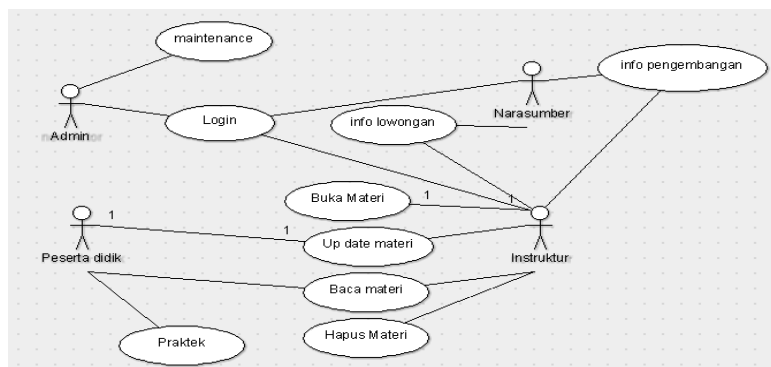 maintenance
info pengembangan
Login
info lowongan
Narasumber
Admin
Buka Materi
1
1
1
1
Up date materi
Peserta didik
Instruktur
Baca materi
Hapus Materi
Praktek